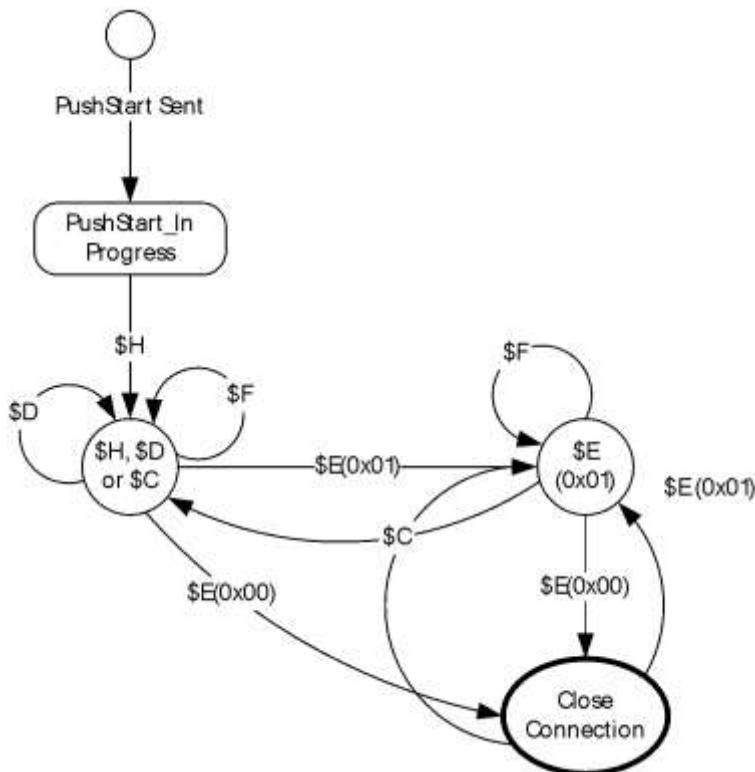 PushStart Sent
PushStart_In
Progress
$H
$D
$F
$H, $D
or $C
$E(0x01)
$F
$E
(0x01)
$E(0x01)
$C
$E(0x00)
$E(0x00)
Close
Connection